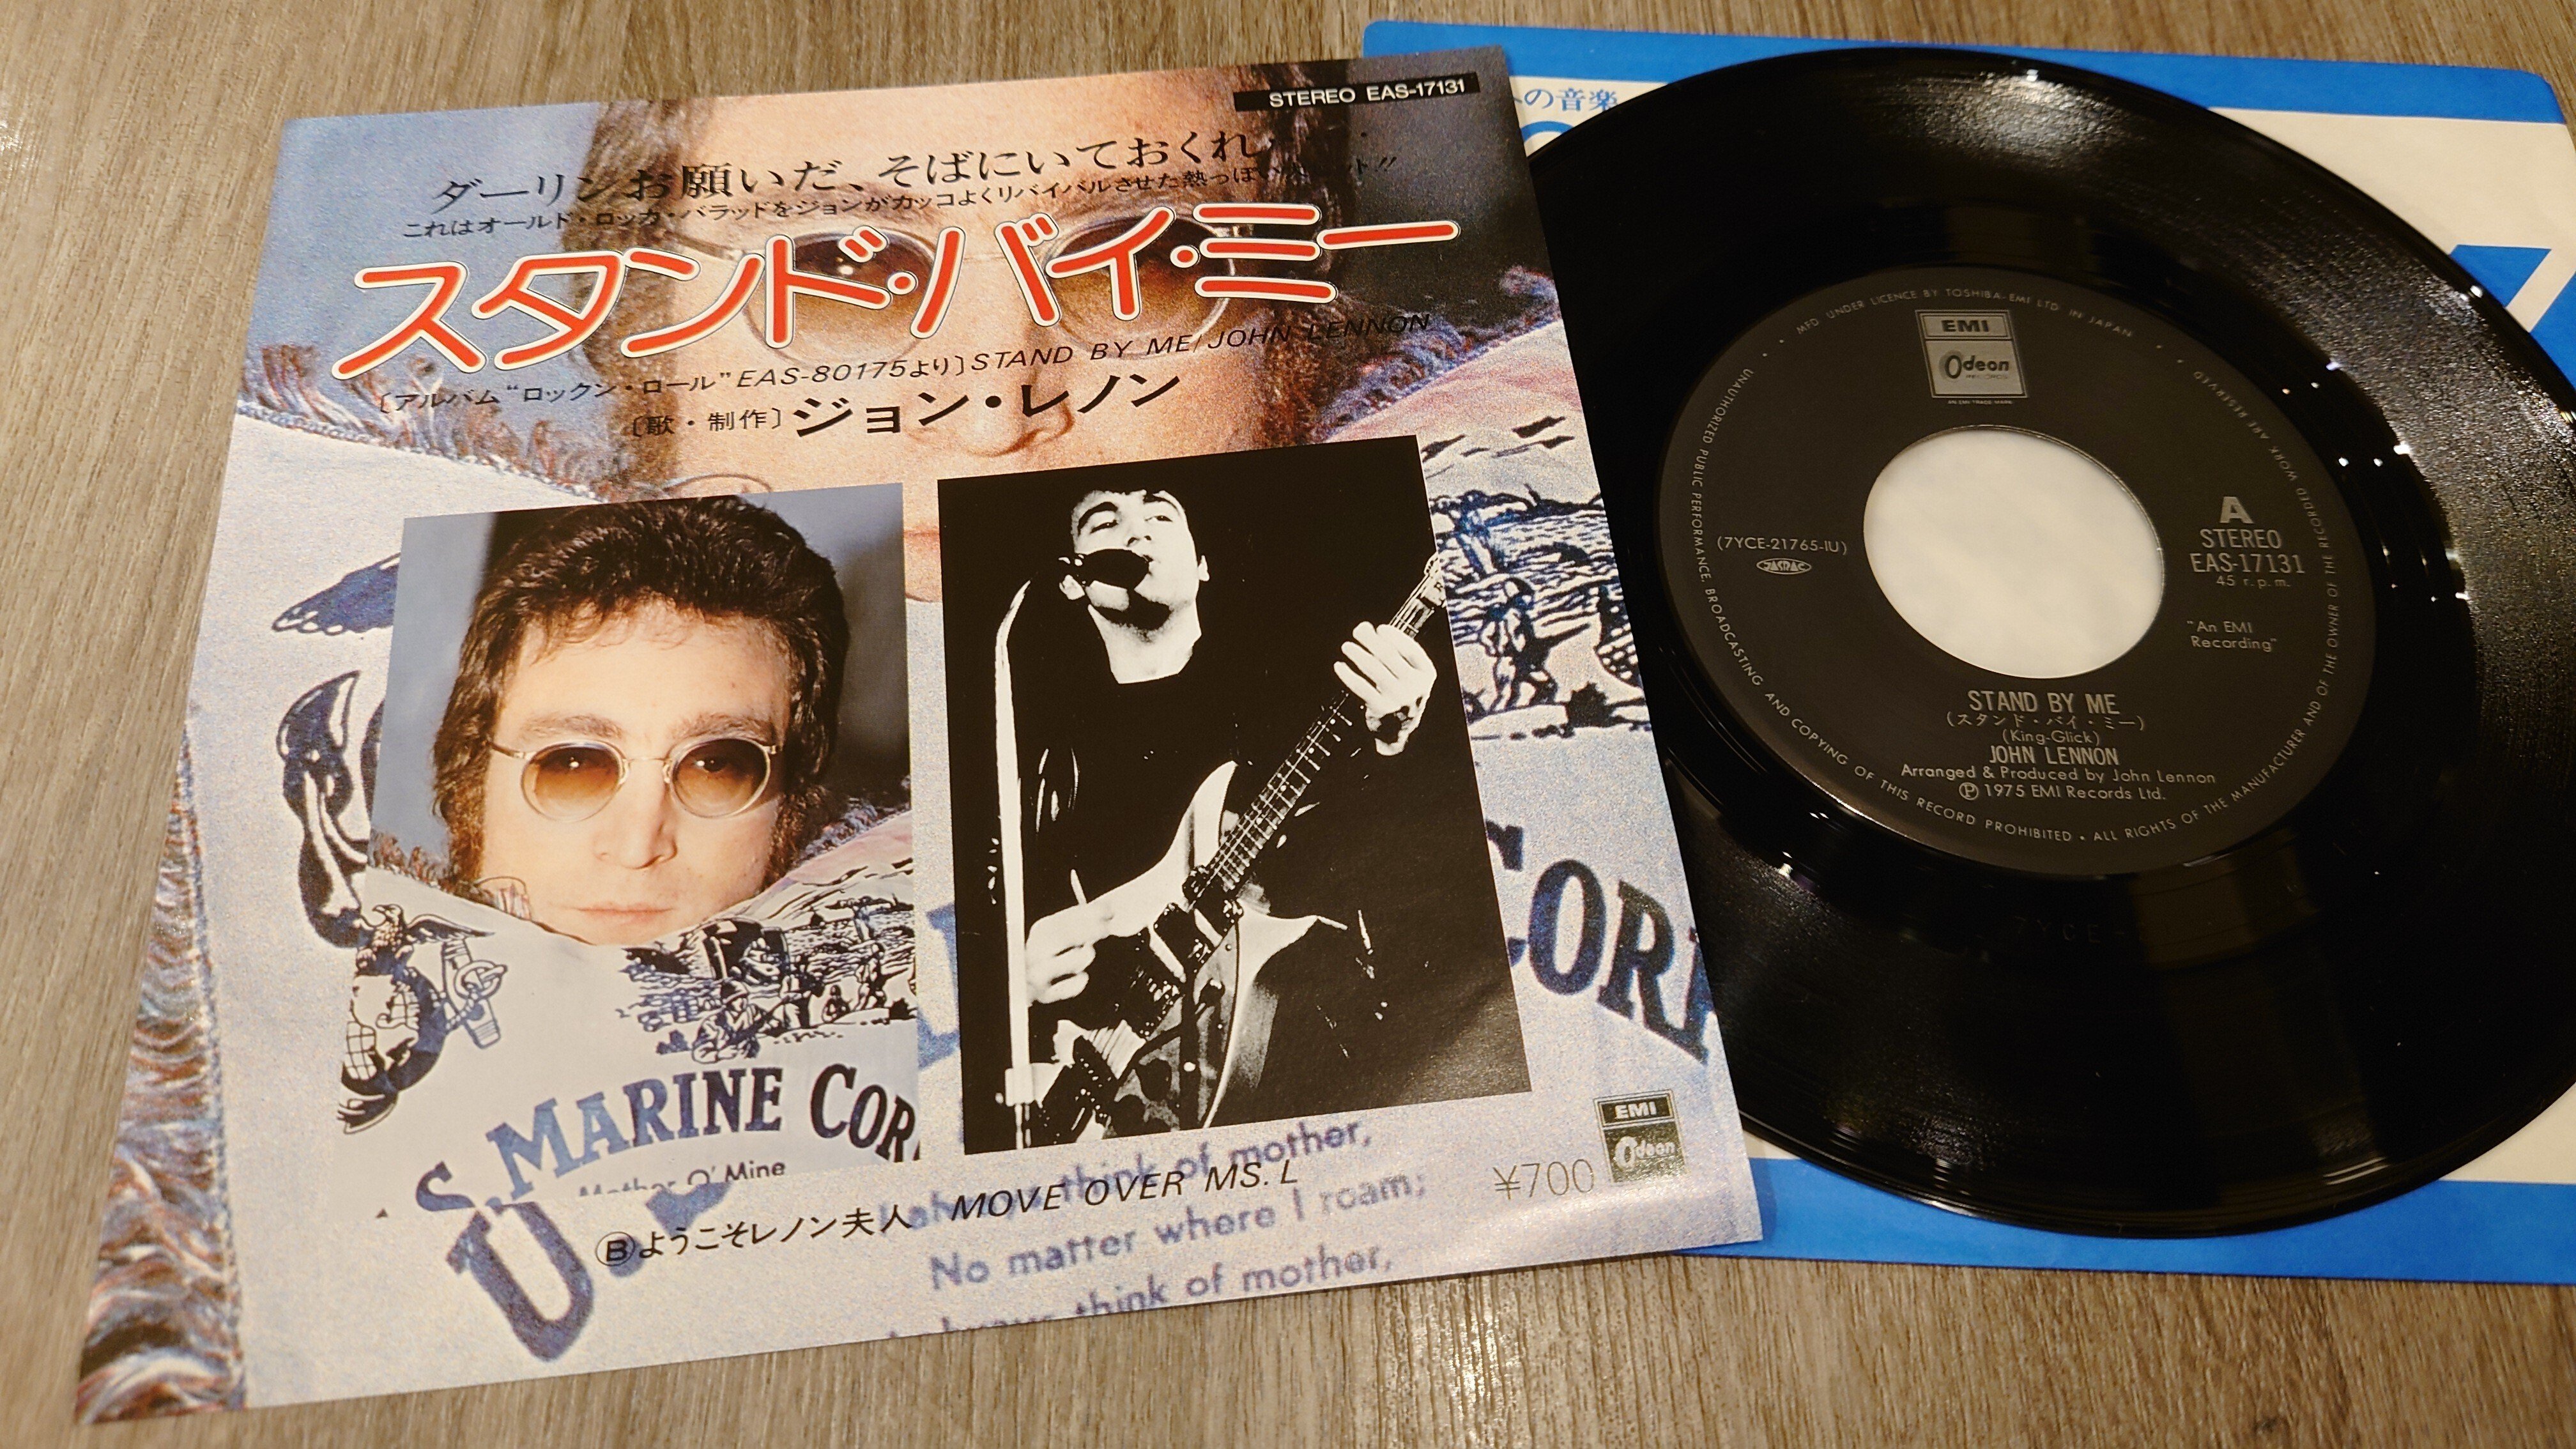 STEREO EAS-17131
ダーリンお願いだ、そばにいておくれ
これはオールド・ロッカ・バラッドをジョンがカッコよくリバイバルさせた熱っぽい
スタンド・バイ・ミー
〔アルバム“ロックン・ロール”EAS-80175より〕STAND BY ME/JOHN LENNON
〔歌・制作〕ジョン・レノン
U.S. MARINE COR
Mother O' Mine
CORP
U.
think of mother,
No matter where I roam;
think of mother,
Ⓑようこそレノン夫人 MOVE OVER MS. L
¥700
EMI
Odeon
の音楽
MFD UNDER LICENCE BY TOSHIBA-EMI LTD. IN JAPAN
UNAUTHORIZED PUBLIC PERFORMANCE, BROADCASTING AND COPYING OF THIS RECORD PROHIBITED • ALL RIGHTS OF THE MANUFACTURER AND OF THE OWNER OF THE RECORDED WORK ARE RESERVED
EMI
Odeon
(7YCE-21765-IU)
JASRAC
A
STEREO
EAS-17131
45 r.p.m.
"An EMI
Recording"
STAND BY ME
(スタンド・バイ・ミー)
(King-Glick)
JOHN LENNON
Arranged & Produced by John Lennon
Ⓟ 1975 EMI Records Ltd.
7YCE